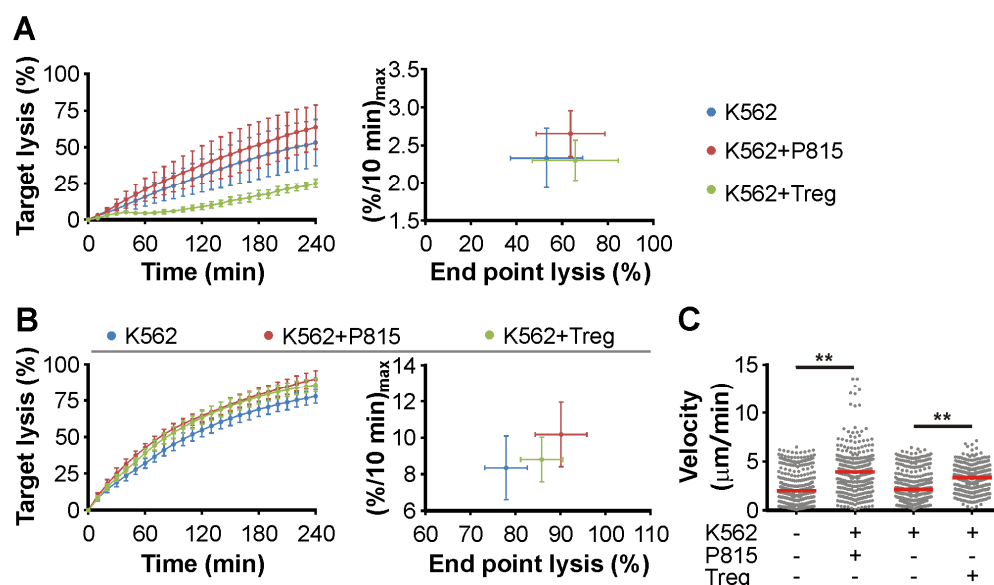 A
Target lysis (%)
100
75
50
25
0
0 60 120 180 240
Time (min)
(%/10 min)max
3.5
3.0
2.5
2.0
1.5
0 20 40 60 80 100
End point lysis (%)
K562
K562+P815
K562+Treg
B
K562 K562+P815 K562+Treg
Target lysis (%)
100
75
50
25
0
0 60 120 180 240
Time (min)
(%/10 min)max
14
12
10
8
6
60 70 80 90 100 110
End point lysis (%)
C
Velocity
(μm/min)
15
10
5
0
** **
K562 - + + +
P815 - + - -
Treg - - - +